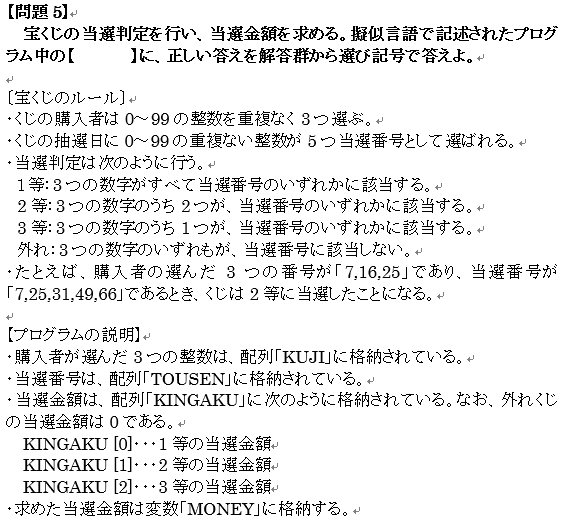 【問題5】
宝くじの当選判定を行い、当選金額を求める。擬似言語で記述されたプログ
ラム中の【　　　】に、正しい答えを解答群から選び記号で答えよ。
〔宝くじのルール〕
・くじの購入者は 0～99 の整数を重複なく 3 つ選ぶ。
・くじの抽選日に 0～99 の重複ない整数が 5 つ当選番号として選ばれる。
・当選判定は次のように行う。
1等：3つの数字がすべて当選番号のいずれかに該当する。
2等：3つの数字のうち 2つが、当選番号のいずれかに該当する。
3等：3つの数字のうち 1つが、当選番号のいずれかに該当する。
外れ：3つの数字のいずれもが、当選番号に該当しない。
・たとえば、購入者の選んだ 3 つの番号が「7,16,25」であり、当選番号が
「7,25,31,49,66」であるとき、くじは 2 等に当選したことになる。
【プログラムの説明】
・購入者が選んだ 3 つの整数は、配列「KUJI」に格納されている。
・当選番号は、配列「TOUSEN」に格納されている。
・当選金額は、配列「KINGAKU」に次のように格納されている。なお、外れくじ
の当選金額は 0 である。
KINGAKU [0]・・・1 等の当選金額
KINGAKU [1]・・・2 等の当選金額
KINGAKU [2]・・・3 等の当選金額
・求めた当選金額は変数「MONEY」に格納する。